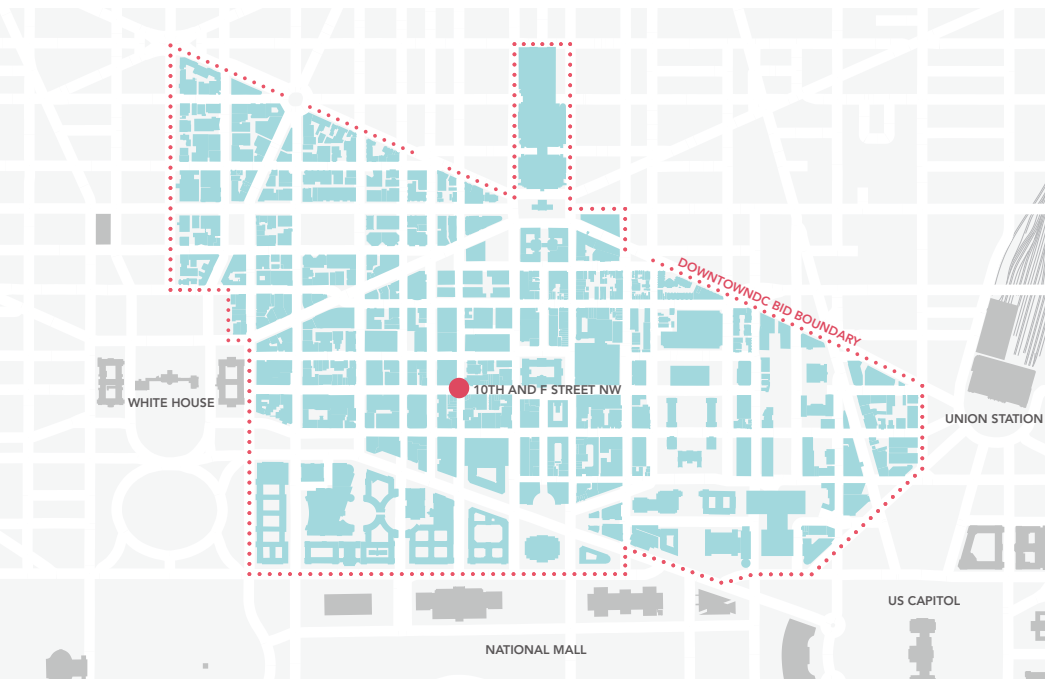 DOWNTOWNDC BID BOUNDARY
10TH AND F STREET NW
WHITE HOUSE
UNION STATION
US CAPITOL
NATIONAL MALL